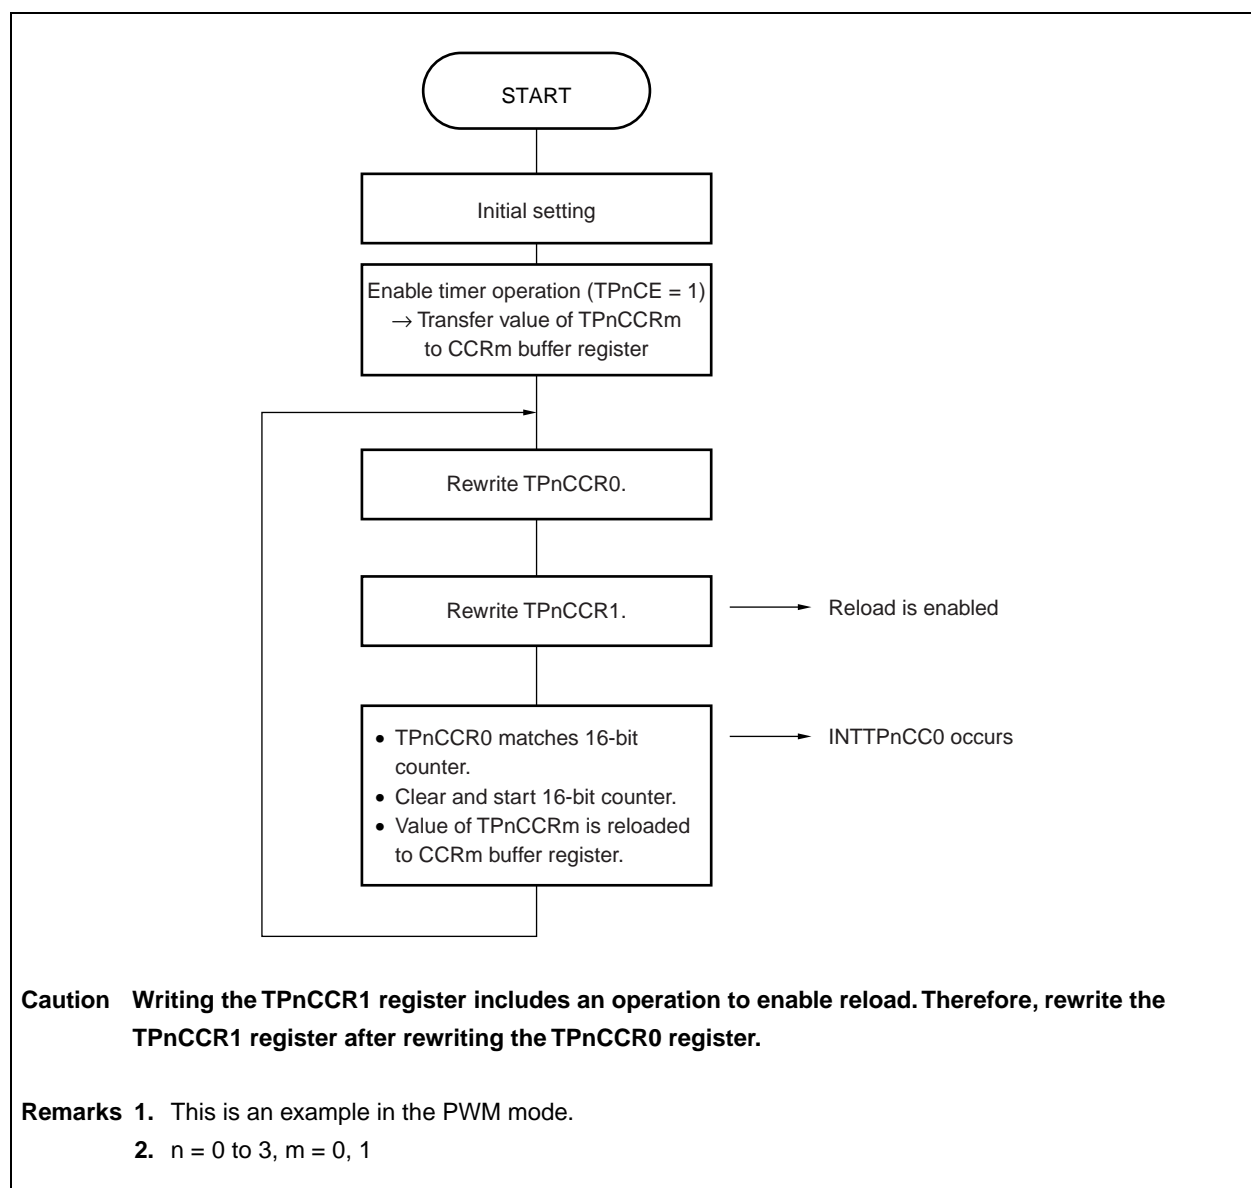 START
Initial setting
Enable timer operation (TPnCE = 1)
→ Transfer value of TPnCCRm
to CCRm buffer register
Rewrite TPnCCR0.
Rewrite TPnCCR1.
Reload is enabled
• TPnCCR0 matches 16-bit
counter.
• Clear and start 16-bit counter.
• Value of TPnCCRm is reloaded
to CCRm buffer register.
INTTPnCC0 occurs
Caution Writing the TPnCCR1 register includes an operation to enable reload. Therefore, rewrite the
TPnCCR1 register after rewriting the TPnCCR0 register.
Remarks 1. This is an example in the PWM mode.
2. n = 0 to 3, m = 0, 1